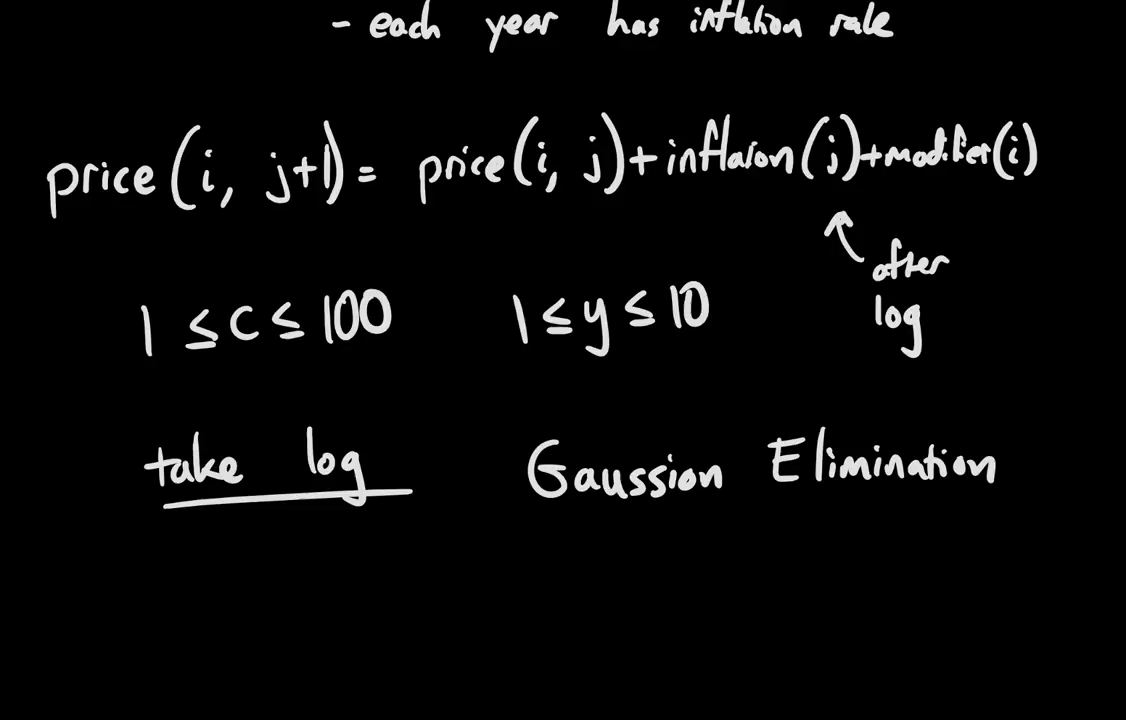 - each year has inflation rate
price(i, j+1) = price(i, j)+inflaion(j)+modifier(i)
after
log
1 ≤ c ≤ 100 1 ≤ y ≤ 10
take log Gaussion Elimination